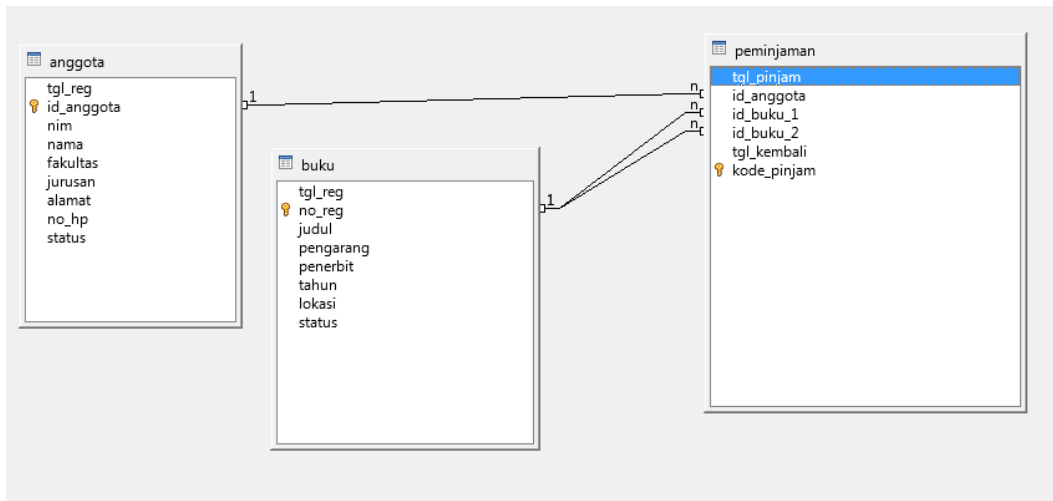 anggota
tgl_reg
id_anggota
nim
nama
fakultas
jurusan
alamat
no_hp
status
1
buku
tgl_reg
no_reg
judul
pengarang
penerbit
tahun
lokasi
status
1
peminjaman
tgl_pinjam
id_anggota
id_buku_1
id_buku_2
tgl_kembali
kode_pinjam
n
n
n